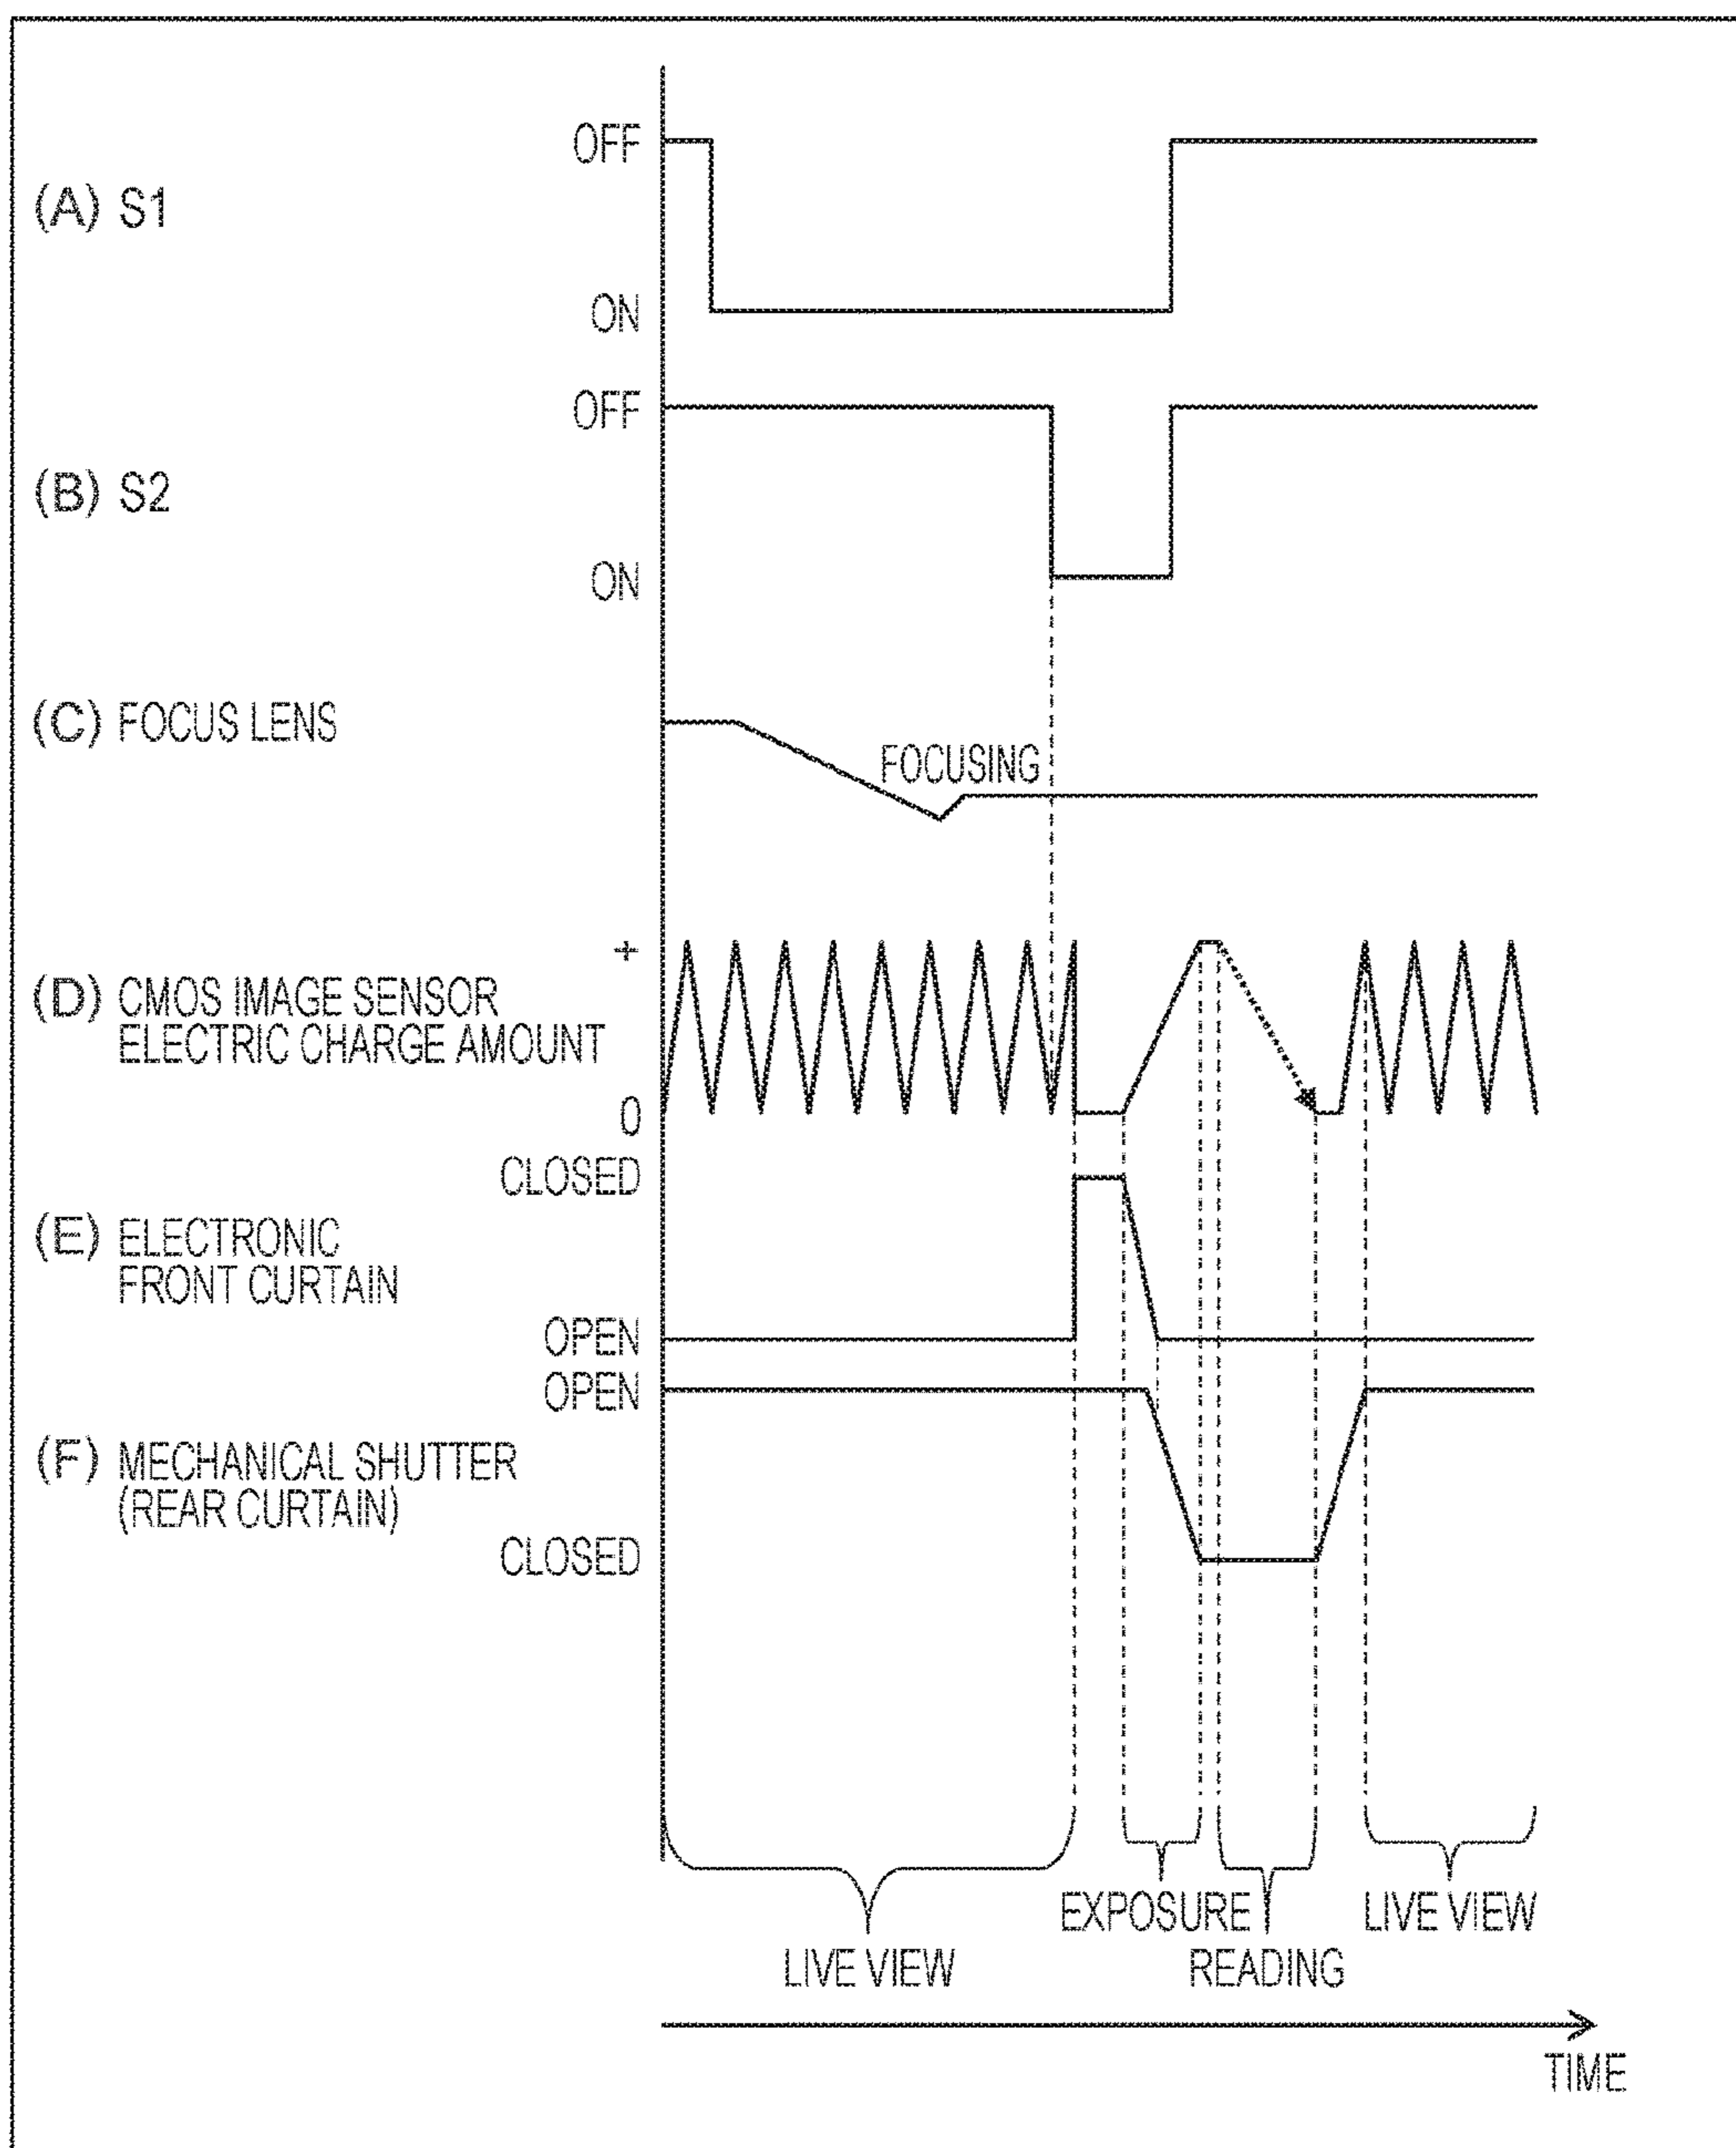 OFF
(A) S1
ON
OFF
(B) S2
ON
(C) FOCUS LENS
FOCUSING
+
(D) CMOS IMAGE SENSOR
ELECTRIC CHARGE AMOUNT
0
CLOSED
(E) ELECTRONIC
FRONT CURTAIN
OPEN
OPEN
(F) MECHANICAL SHUTTER
(REAR CURTAIN)
CLOSED
EXPOSURE
LIVE VIEW
LIVE VIEW
READING
TIME